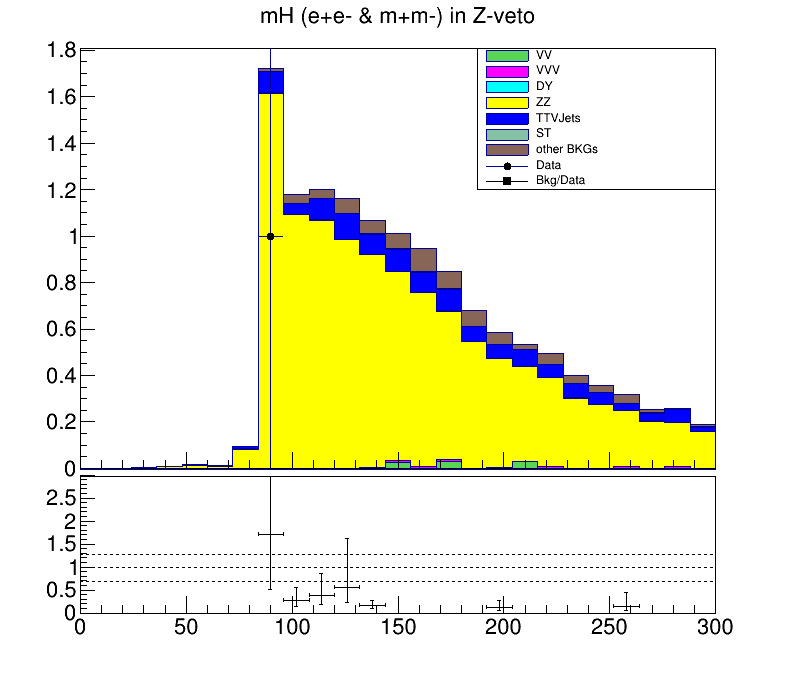 mH (e+e- & m+m-) in Z-veto
1.8
1.6
1.4
1.2
1
0.8
0.6
0.4
0.2
0
VV
VVV
DY
ZZ
TTVJets
ST
other BKGs
Data
Bkg/Data
2.5
2
1.5
1
0.5
0
0 50 100 150 200 250 300